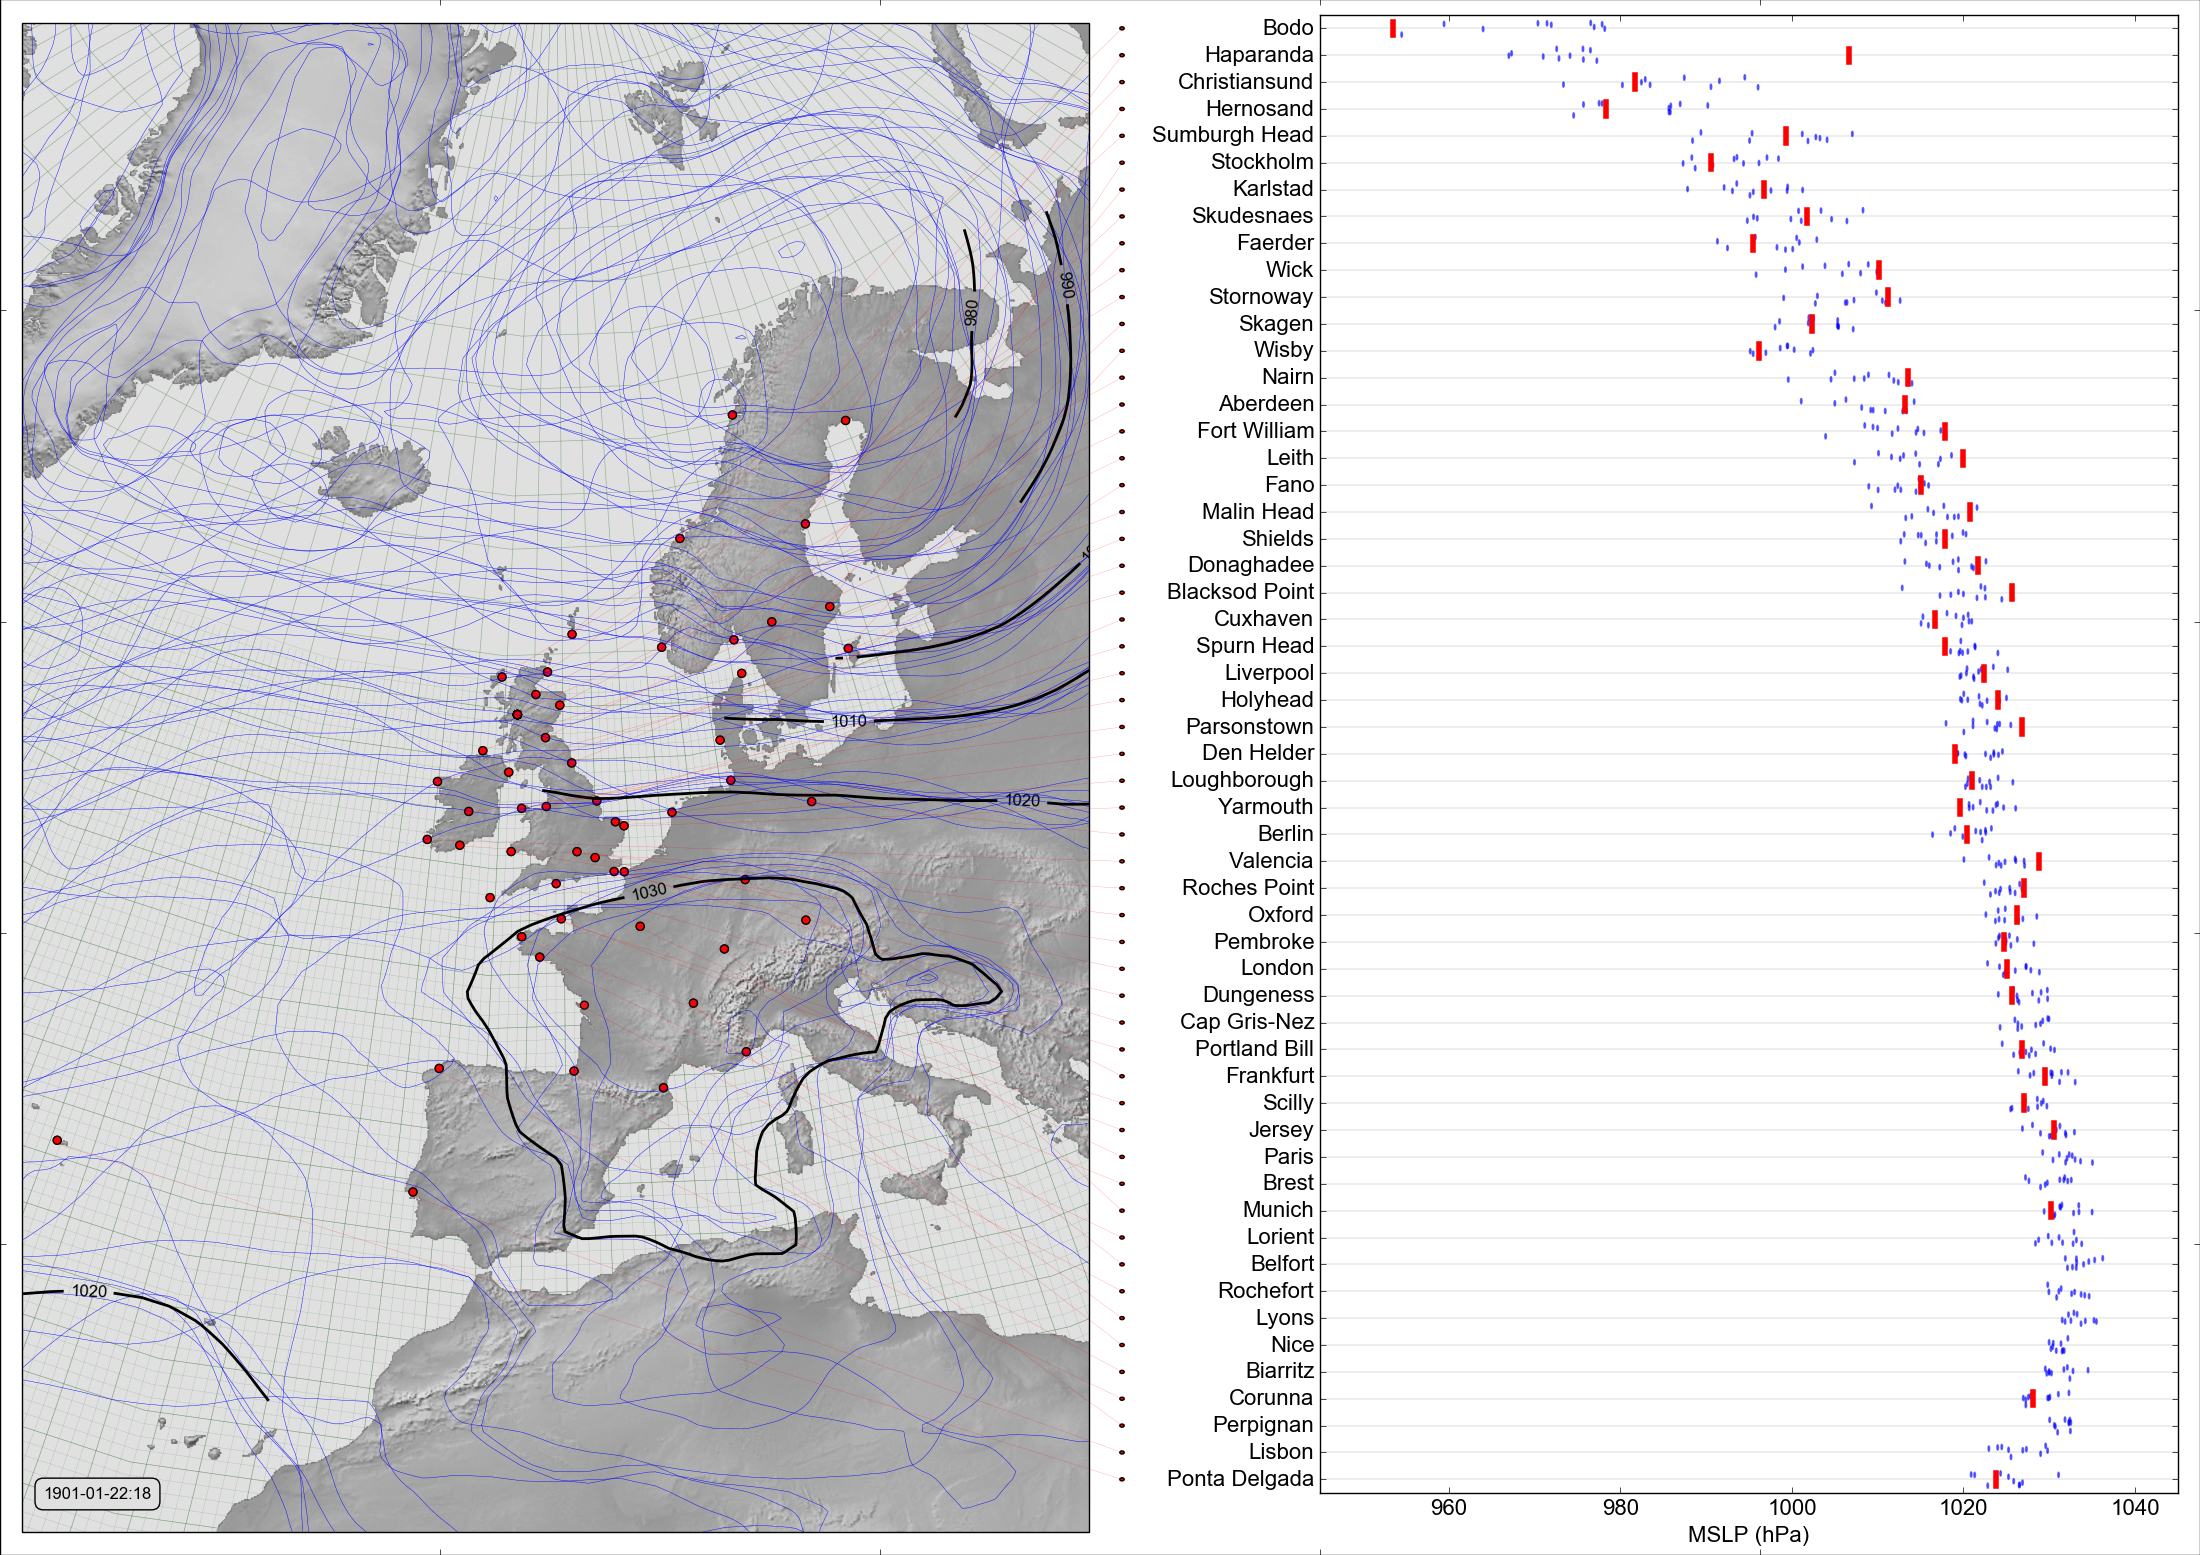 980
990
1010
1020
1030
1020
1901-01-22:18
Bodo
Haparanda
Christiansund
Hernosand
Sumburgh Head
Stockholm
Karlstad
Skudesnaes
Faerder
Wick
Stornoway
Skagen
Wisby
Nairn
Aberdeen
Fort William
Leith
Fano
Malin Head
Shields
Donaghadee
Blacksod Point
Cuxhaven
Spurn Head
Liverpool
Holyhead
Parsonstown
Den Helder
Loughborough
Yarmouth
Berlin
Valencia
Roches Point
Oxford
Pembroke
London
Dungeness
Cap Gris-Nez
Portland Bill
Frankfurt
Scilly
Jersey
Paris
Brest
Munich
Lorient
Belfort
Rochefort
Lyons
Nice
Biarritz
Corunna
Perpignan
Lisbon
Ponta Delgada
960 980 1000 1020 1040
MSLP (hPa)